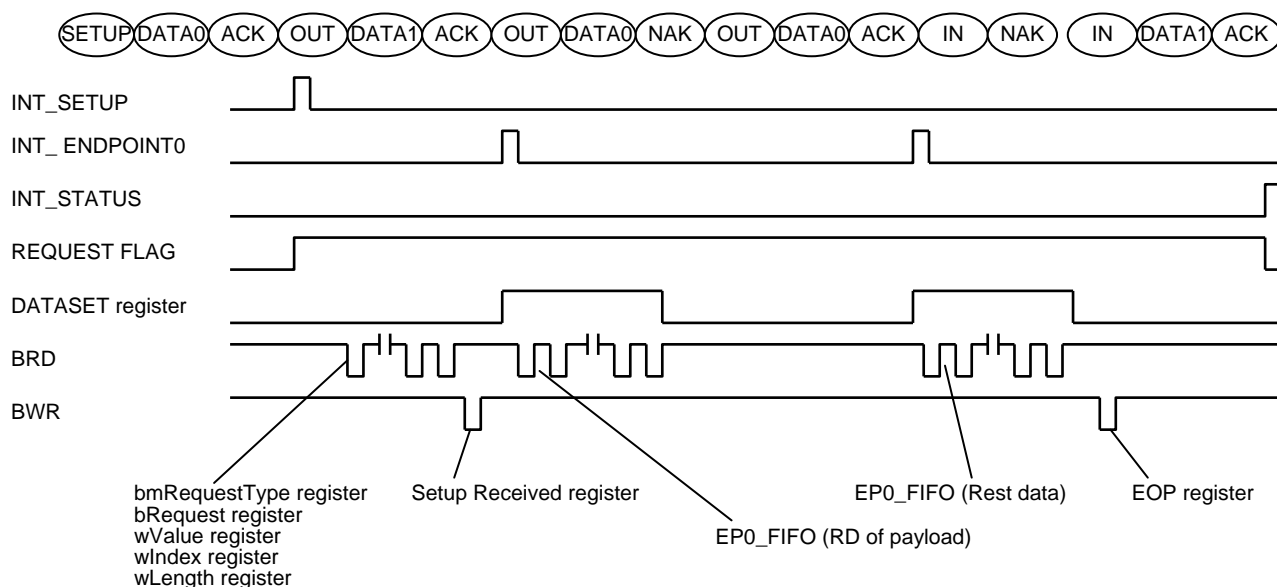 SETUP DATA0 ACK OUT DATA1 ACK OUT DATA0 NAK OUT DATA0 ACK IN NAK IN DATA1 ACK
INT_SETUP
INT_ ENDPOINT0
INT_STATUS
REQUEST FLAG
DATASET register
BRD
BWR
bmRequestType register
bRequest register
wValue register
wIndex register
wLength register
Setup Received register
EP0_FIFO (RD of payload)
EP0_FIFO (Rest data)
EOP register